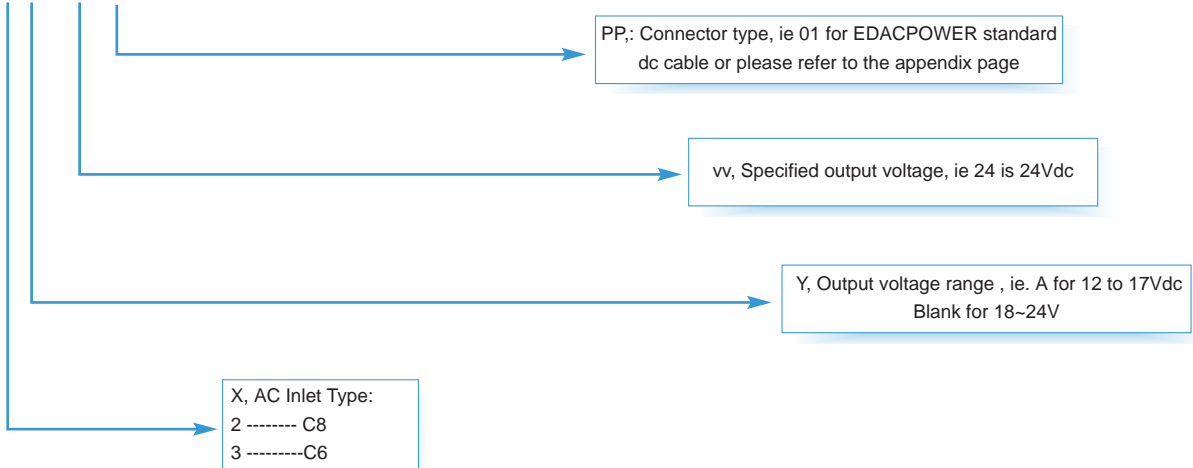 PP,: Connector type, ie 01 for EDACPOWER standard
dc cable or please refer to the appendix page
vv, Specified output voltage, ie 24 is 24Vdc
Y, Output voltage range , ie. A for 12 to 17Vdc
Blank for 18~24V
X, AC Inlet Type:
2 -------- C8
3 ---------C6